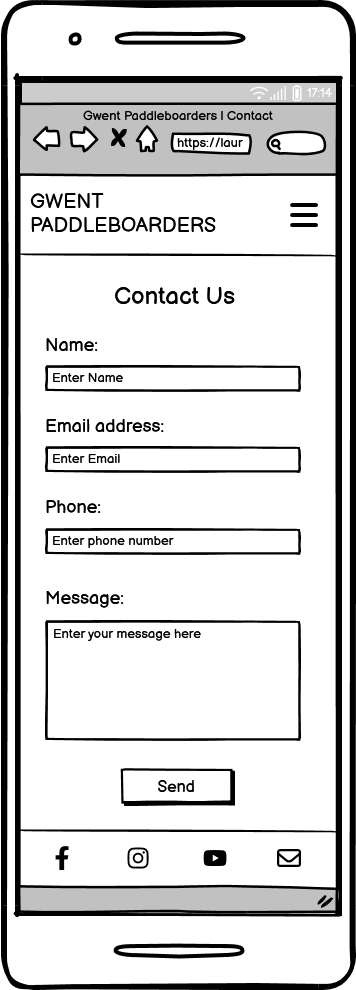 17:14
Gwent Paddleboarders | Contact
https://laur
GWENT
PADDLEBOARDERS
Contact Us
Name:
Enter Name
Email address:
Enter Email
Phone:
Enter phone number
Message:
Enter your message here
Send